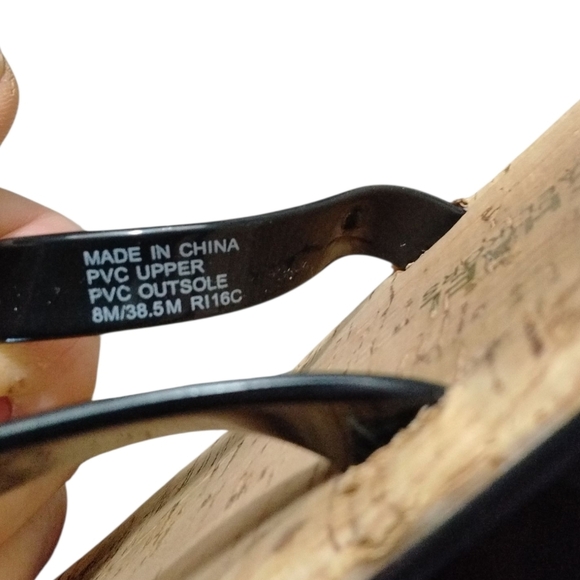 MADE IN CHINA
PVC UPPER
PVC OUTSOLE
8M/38.5M RI16C